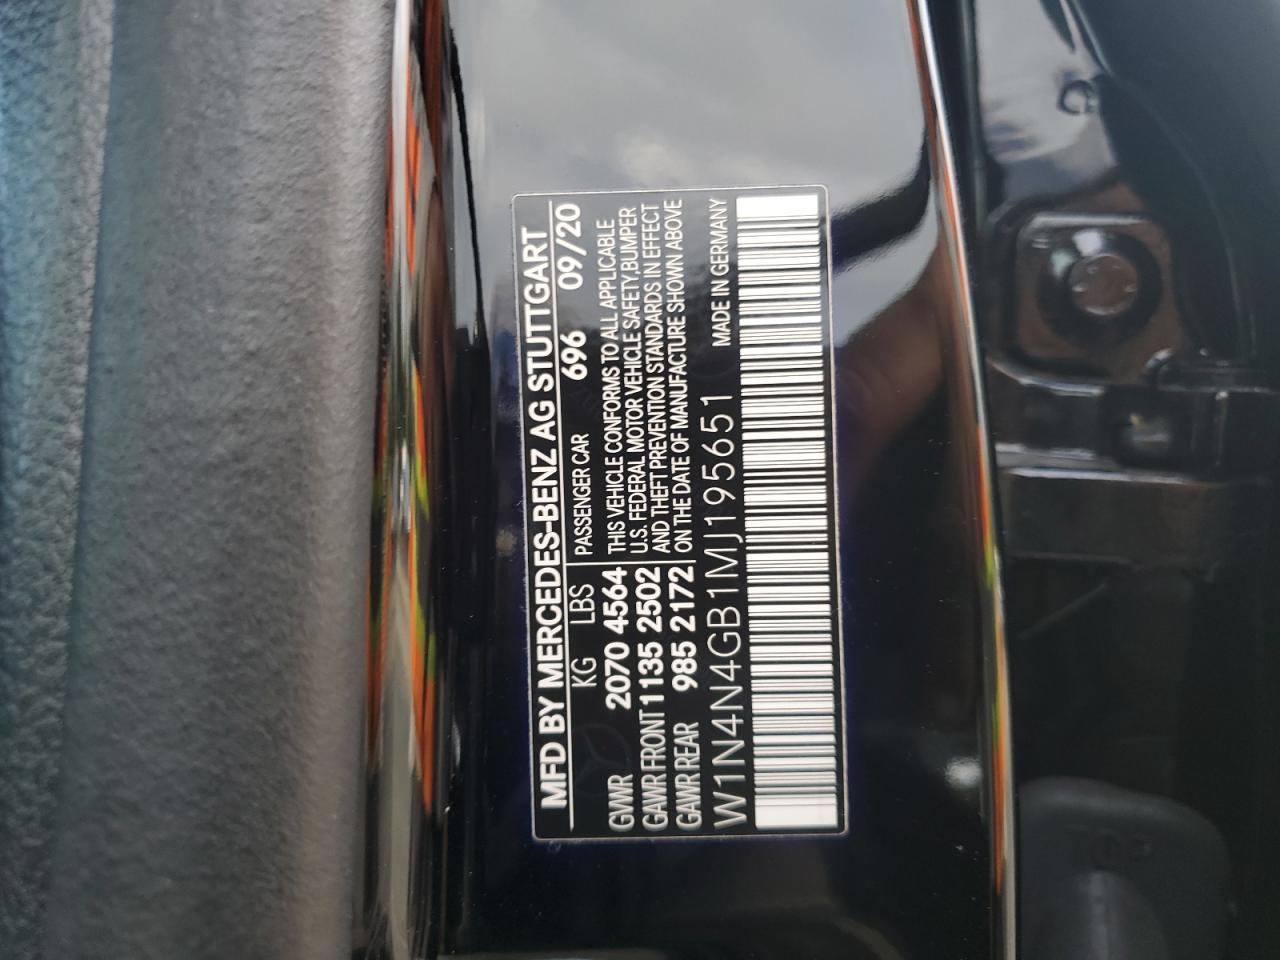 MFD BY MERCEDES-BENZ AG STUTTGART
KG LBS PASSENGER CAR 696 09/20
GVWR 2070 4564 THIS VEHICLE CONFORMS TO ALL APPLICABLE
U.S. FEDERAL MOTOR VEHICLE SAFETY,BUMPER
GAWR FRONT 1135 2502 AND THEFT PREVENTION STANDARDS IN EFFECT
GAWR REAR 985 2172 ON THE DATE OF MANUFACTURE SHOWN ABOVE
W1N4N4GB1MJ195651 MADE IN GERMANY
TOP